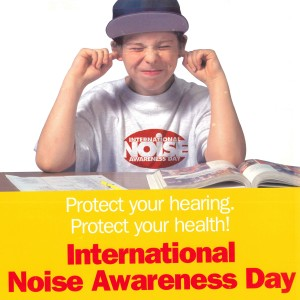 INTERNATIONAL
NOISE
AWARENESS DAY
Protect your hearing.
Protect your health!
International
Noise Awareness Day